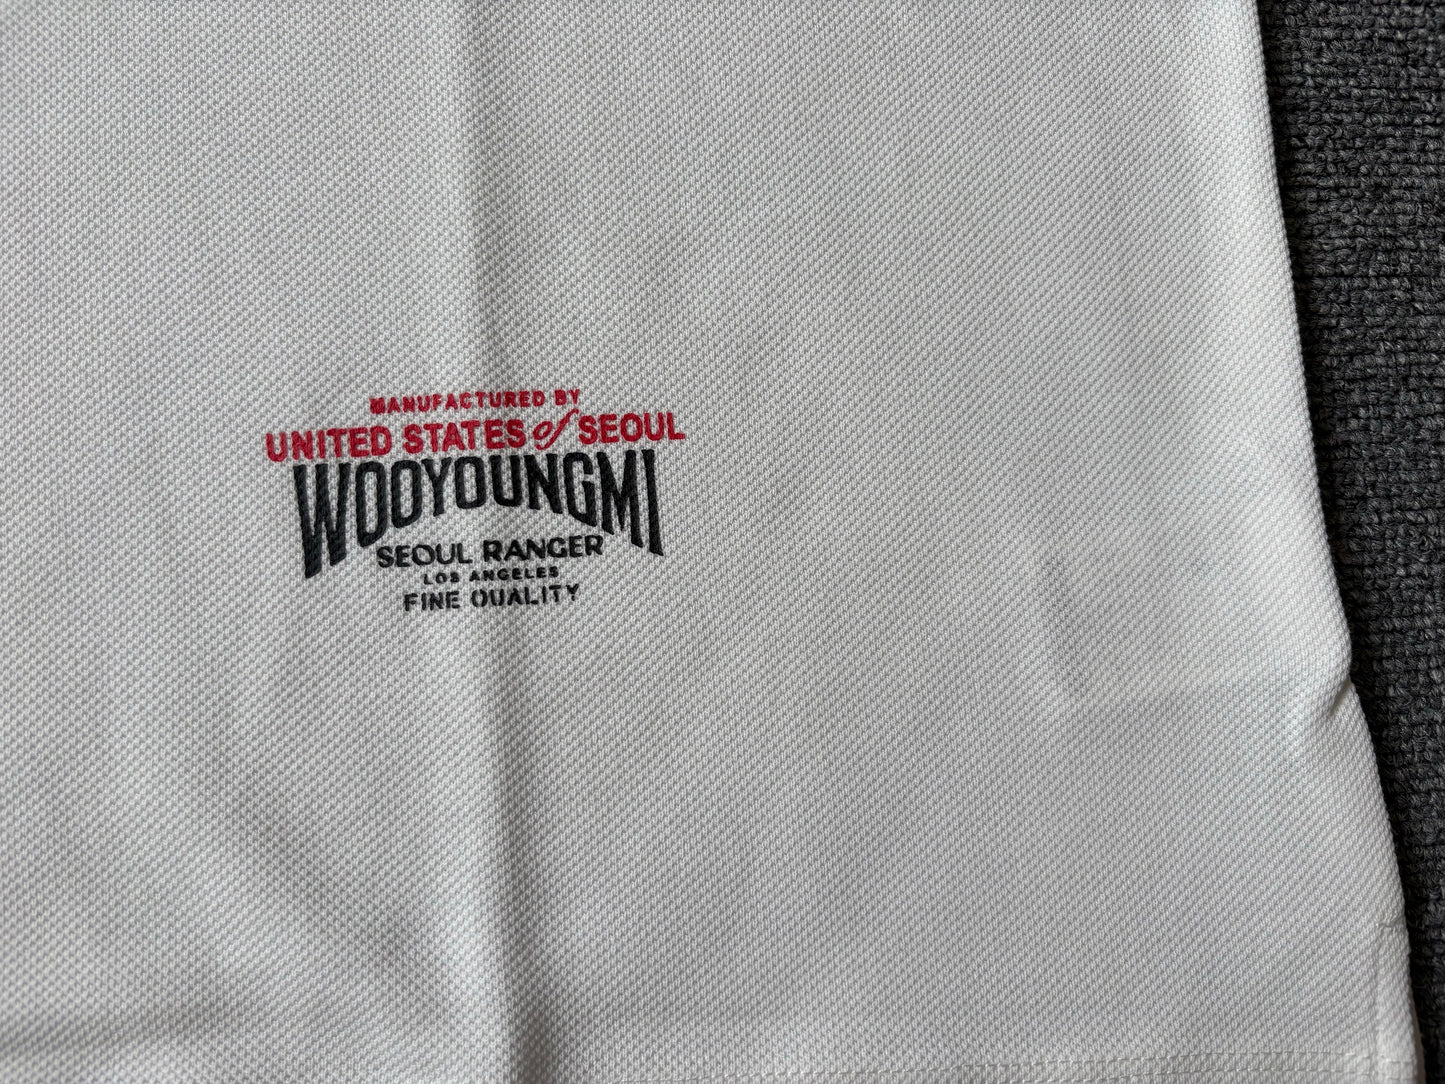 MANUFACTURED BY
UNITED STATES of SEOUL
WOOYOUNGMI
SEOUL RANGER
LOS ANGELES
FINE QUALITY